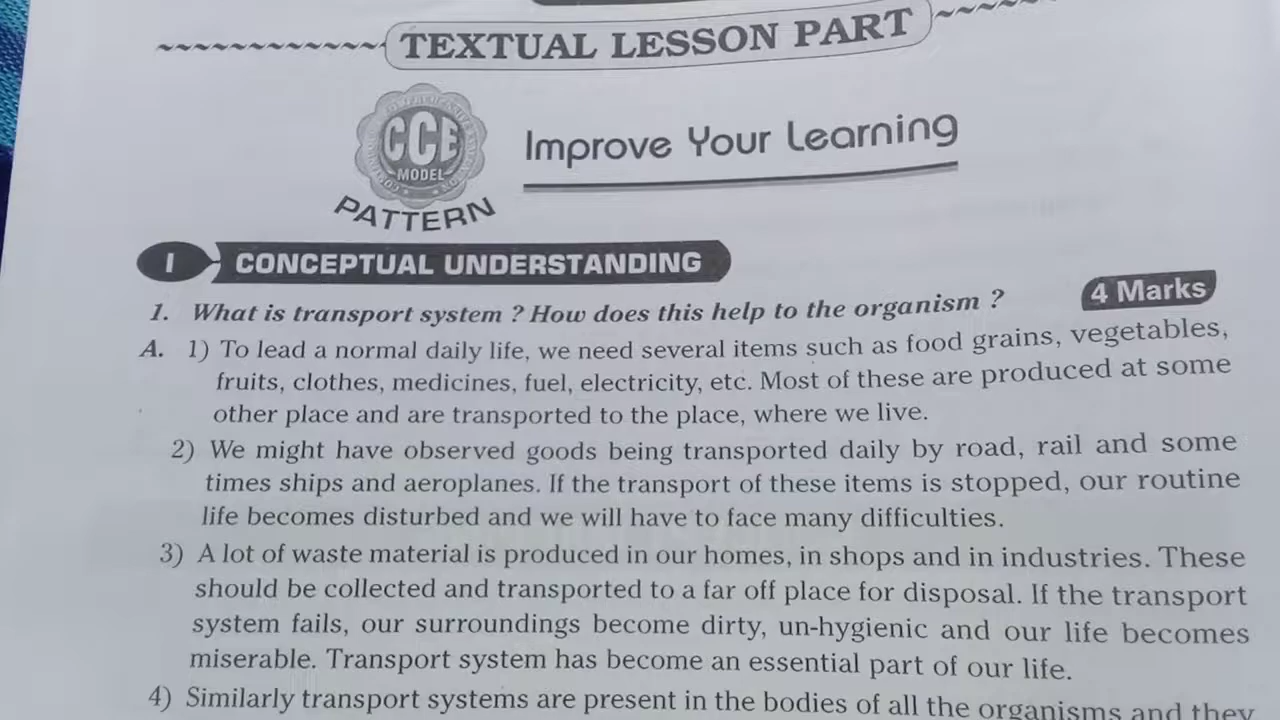 TEXTUAL LESSON PART
CCE
MODEL
PATTERN
Improve Your Learning
I CONCEPTUAL UNDERSTANDING
4 Marks
1. What is transport system ? How does this help to the organism ?
A. 1) To lead a normal daily life, we need several items such as food grains, vegetables,
fruits, clothes, medicines, fuel, electricity, etc. Most of these are produced at some
other place and are transported to the place, where we live.
2) We might have observed goods being transported daily by road, rail and some
times ships and aeroplanes. If the transport of these items is stopped, our routine
life becomes disturbed and we will have to face many difficulties.
3) A lot of waste material is produced in our homes, in shops and in industries. These
should be collected and transported to a far off place for disposal. If the transport
system fails, our surroundings become dirty, un-hygienic and our life becomes
miserable. Transport system has become an essential part of our life.
4) Similarly transport systems are present in the bodies of all the organisms and they